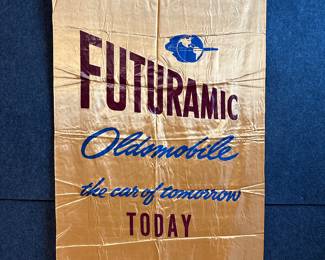 FUTURAMIC
Oldsmobile
the car of tomorrow
TODAY